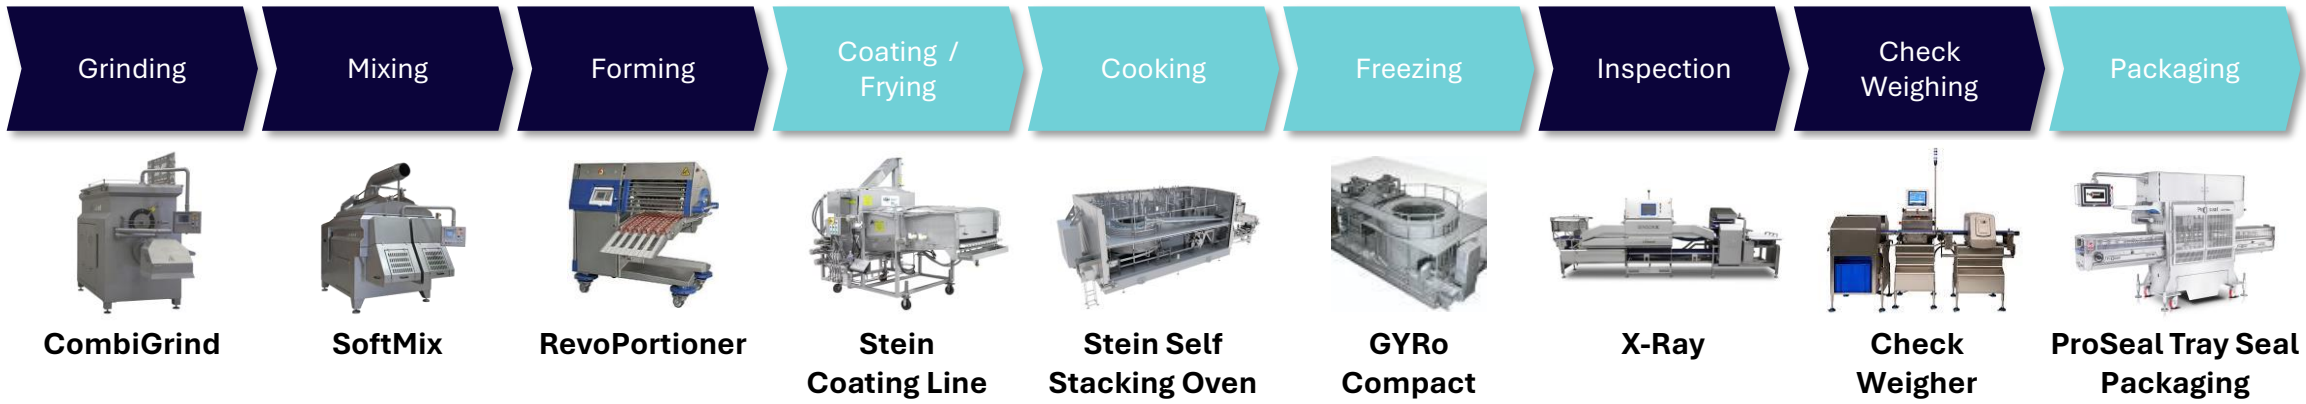 Grinding
Mixing
Forming
Coating /
Frying
Cooking
Freezing
Inspection
Check
Weighing
Packaging
CombiGrind
SoftMix
RevoPortioner
Stein
Coating Line
Stein Self
Stacking Oven
GYRo
Compact
X-Ray
Check
Weigher
ProSeal Tray Seal
Packaging